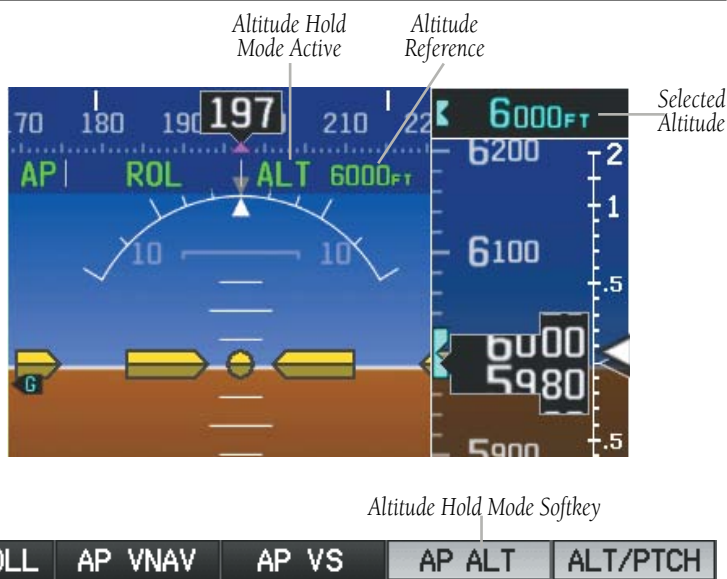 Altitude Hold
Mode Active
Altitude
Reference
Selected
Altitude
70 180 190 197 210 22
6000FT
AP ROL ALT 6000FT
6200
2
1
10 10
6100
.5
6000
5980
G
5900
.5
Altitude Hold Mode Softkey
OLL AP VNAV AP VS AP ALT ALT/PTCH